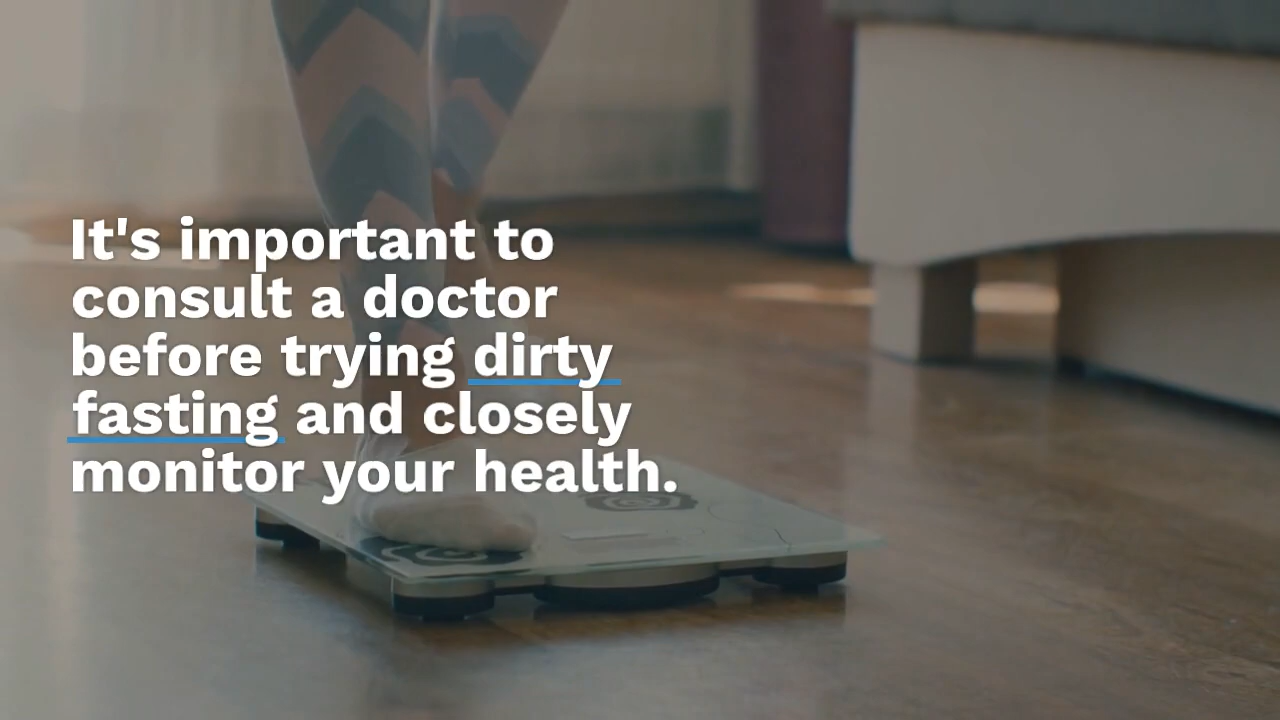 It's important to
consult a doctor
before trying dirty
fasting and closely
monitor your health.